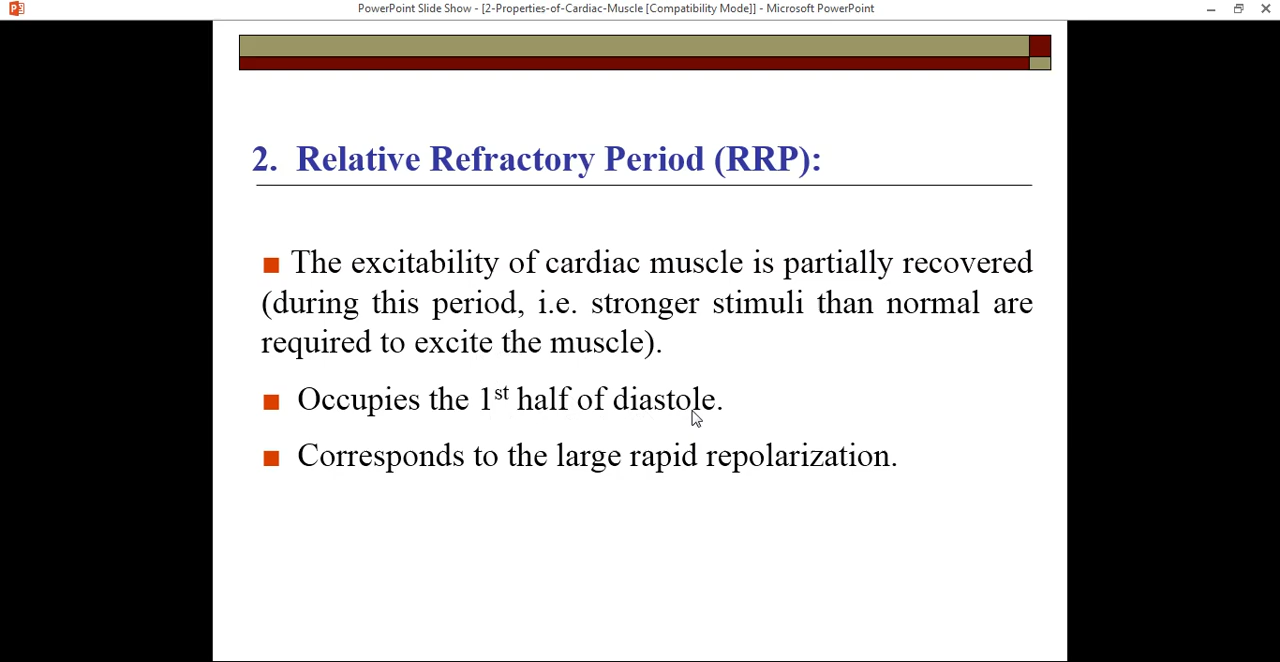 PowerPoint Slide Show - [2-Properties-of-Cardiac-Muscle [Compatibility Mode]] - Microsoft PowerPoint
2. Relative Refractory Period (RRP):
■ The excitability of cardiac muscle is partially recovered
(during this period, i.e. stronger stimuli than normal are
required to excite the muscle).
■ Occupies the 1st half of diastole.
■ Corresponds to the large rapid repolarization.